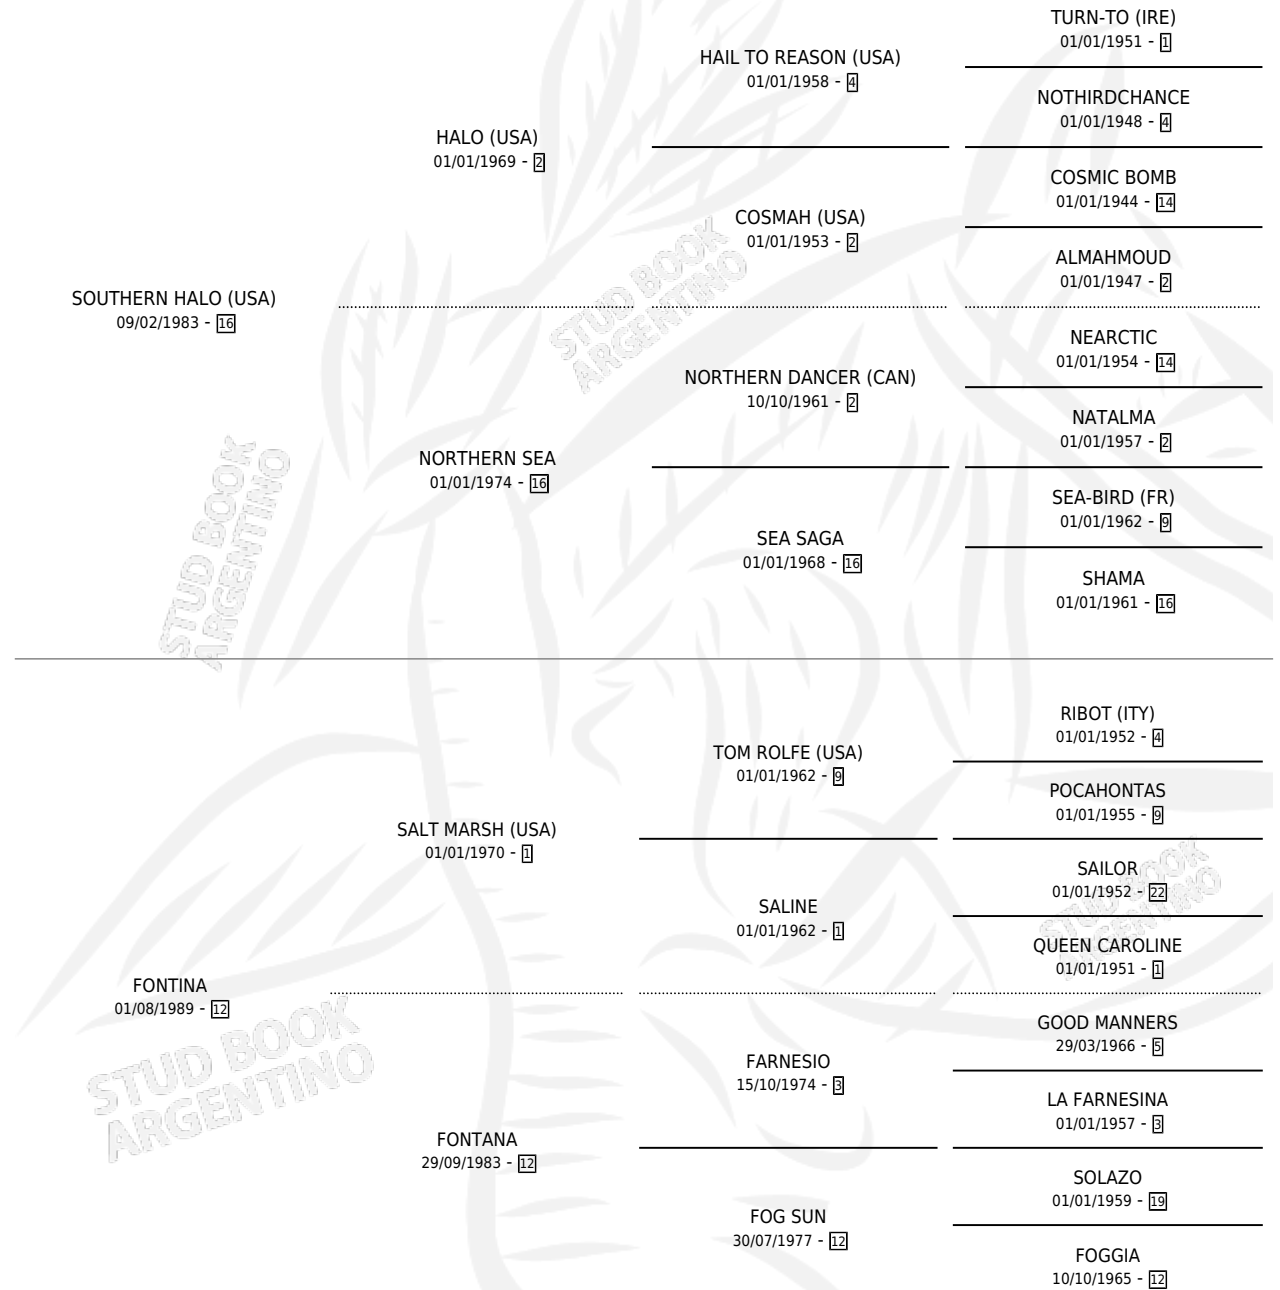 TURN-TO (IRE)
01/01/1951 - 1
HAIL TO REASON (USA)
01/01/1958 - 4
NOTHIRDCHANCE
01/01/1948 - 4
HALO (USA)
01/01/1969 - 2
COSMIC BOMB
01/01/1944 - 14
COSMAH (USA)
01/01/1953 - 2
ALMAHMOUD
01/01/1947 - 2
SOUTHERN HALO (USA)
09/02/1983 - 16
STUD BOOK
ARGENTINO
NEARCTIC
01/01/1954 - 14
NORTHERN DANCER (CAN)
10/10/1961 - 2
NATALMA
01/01/1957 - 2
NORTHERN SEA
01/01/1974 - 16
SEA-BIRD (FR)
01/01/1962 - 9
SEA SAGA
01/01/1968 - 16
SHAMA
01/01/1961 - 16
STUD BOOK
ARGENTINO
RIBOT (ITY)
01/01/1952 - 4
TOM ROLFE (USA)
01/01/1962 - 9
POCAHONTAS
01/01/1955 - 9
SALT MARSH (USA)
01/01/1970 - 1
SAILOR
01/01/1952 - 22
SALINE
01/01/1962 - 1
STUD BOOK
ARGENTINO
QUEEN CAROLINE
01/01/1951 - 1
FONTINA
01/08/1989 - 12
GOOD MANNERS
29/03/1966 - 5
FARNESIO
15/10/1974 - 3
STUD BOOK
ARGENTINO
LA FARNESINA
01/01/1957 - 3
FONTANA
29/09/1983 - 12
SOLAZO
01/01/1959 - 19
FOG SUN
30/07/1977 - 12
FOGGIA
10/10/1965 - 12